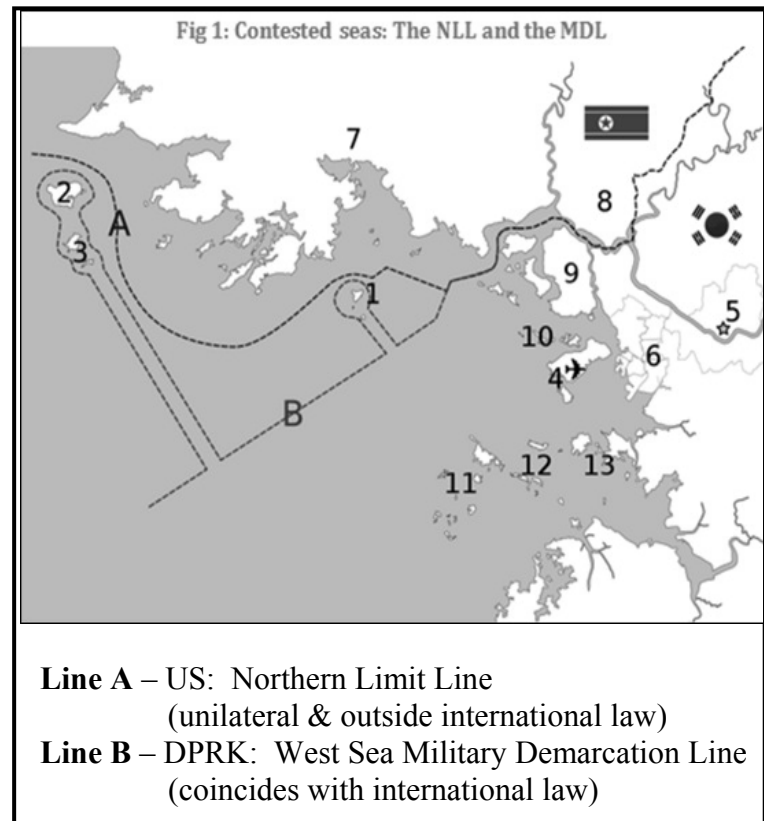 Fig 1: Contested seas: The NLL and the MDL
7
2
8
A
3
9
1
5
10
6
4
B
12
13
11
Line A – US: Northern Limit Line
(unilateral & outside international law)
Line B – DPRK: West Sea Military Demarcation Line
(coincides with international law)